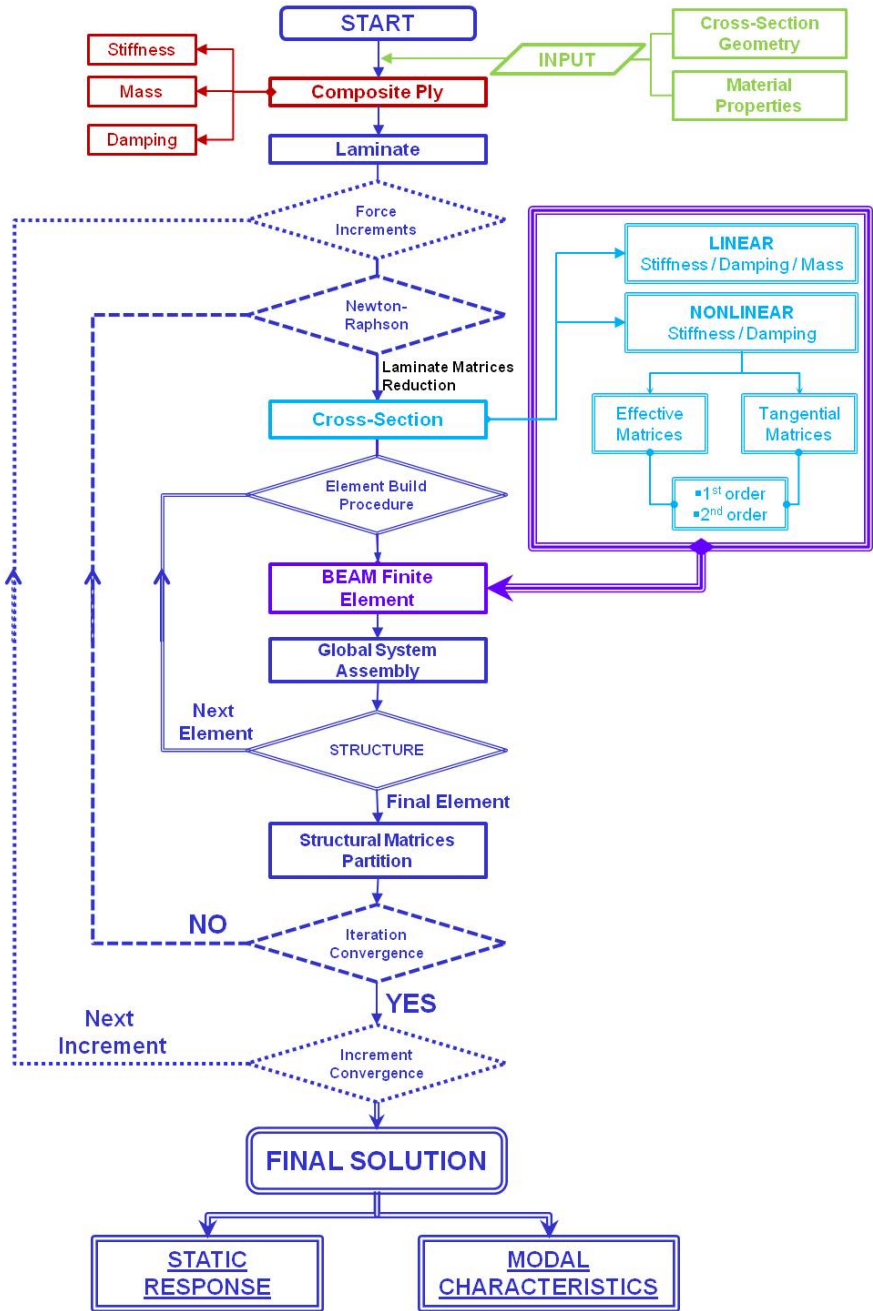 START
Stiffness
Mass
Damping
INPUT
Cross-Section
Geometry
Material
Properties
Composite Ply
Laminate
Force
Increments
Newton-
Raphson
Laminate Matrices
Reduction
Cross-Section
LINEAR
Stiffness / Damping / Mass
NONLINEAR
Stiffness / Damping
Effective
Matrices
Tangential
Matrices
▪1st order
▪2nd order
Element Build
Procedure
BEAM Finite
Element
Global System
Assembly
Next
Element
STRUCTURE
Final Element
Structural Matrices
Partition
NO
Iteration
Convergence
YES
Next
Increment
Increment
Convergence
FINAL SOLUTION
STATIC
RESPONSE
MODAL
CHARACTERISTICS